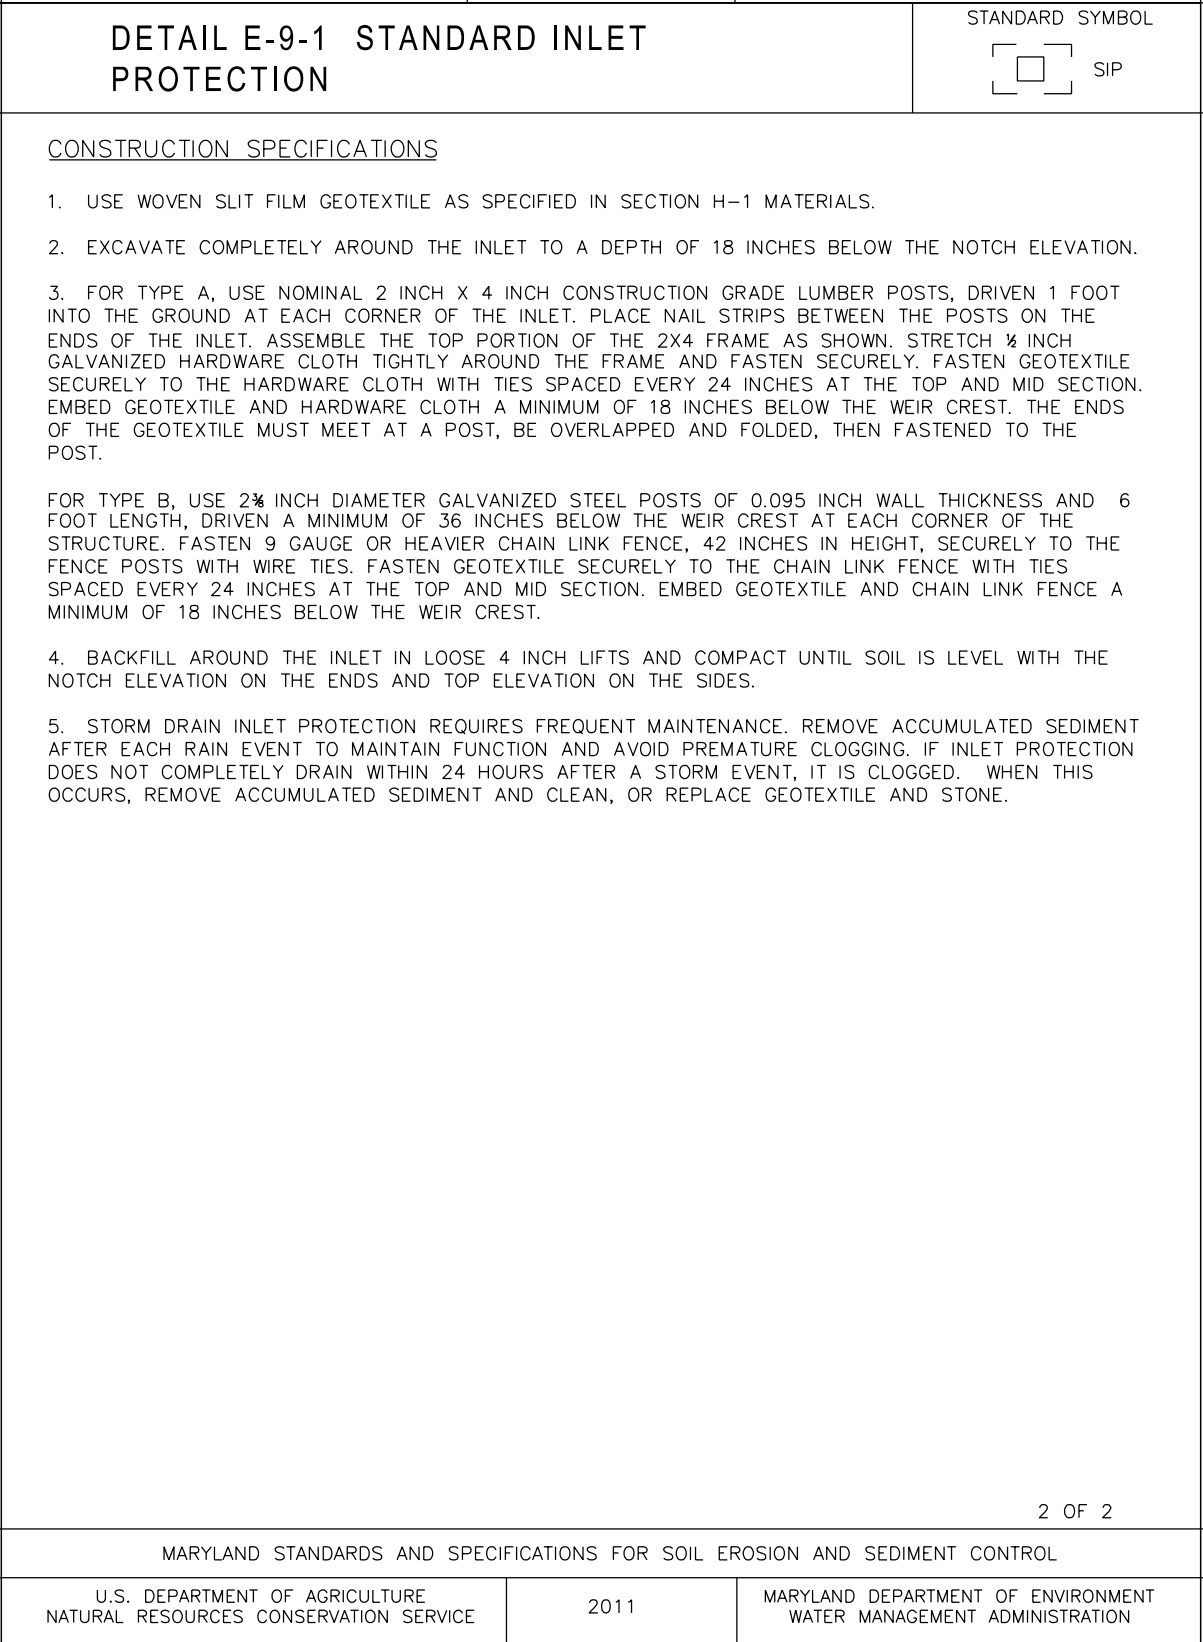 DETAIL E-9-1 STANDARD INLET
PROTECTION
STANDARD SYMBOL
SIP
CONSTRUCTION SPECIFICATIONS
1. USE WOVEN SLIT FILM GEOTEXTILE AS SPECIFIED IN SECTION H-1 MATERIALS.
2. EXCAVATE COMPLETELY AROUND THE INLET TO A DEPTH OF 18 INCHES BELOW THE NOTCH ELEVATION.
3. FOR TYPE A, USE NOMINAL 2 INCH X 4 INCH CONSTRUCTION GRADE LUMBER POSTS, DRIVEN 1 FOOT
INTO THE GROUND AT EACH CORNER OF THE INLET. PLACE NAIL STRIPS BETWEEN THE POSTS ON THE
ENDS OF THE INLET. ASSEMBLE THE TOP PORTION OF THE 2X4 FRAME AS SHOWN. STRETCH ½ INCH
GALVANIZED HARDWARE CLOTH TIGHTLY AROUND THE FRAME AND FASTEN SECURELY. FASTEN GEOTEXTILE
SECURELY TO THE HARDWARE CLOTH WITH TIES SPACED EVERY 24 INCHES AT THE TOP AND MID SECTION.
EMBED GEOTEXTILE AND HARDWARE CLOTH A MINIMUM OF 18 INCHES BELOW THE WEIR CREST. THE ENDS
OF THE GEOTEXTILE MUST MEET AT A POST, BE OVERLAPPED AND FOLDED, THEN FASTENED TO THE
POST.
FOR TYPE B, USE 2⅜ INCH DIAMETER GALVANIZED STEEL POSTS OF 0.095 INCH WALL THICKNESS AND 6
FOOT LENGTH, DRIVEN A MINIMUM OF 36 INCHES BELOW THE WEIR CREST AT EACH CORNER OF THE
STRUCTURE. FASTEN 9 GAUGE OR HEAVIER CHAIN LINK FENCE, 42 INCHES IN HEIGHT, SECURELY TO THE
FENCE POSTS WITH WIRE TIES. FASTEN GEOTEXTILE SECURELY TO THE CHAIN LINK FENCE WITH TIES
SPACED EVERY 24 INCHES AT THE TOP AND MID SECTION. EMBED GEOTEXTILE AND CHAIN LINK FENCE A
MINIMUM OF 18 INCHES BELOW THE WEIR CREST.
4. BACKFILL AROUND THE INLET IN LOOSE 4 INCH LIFTS AND COMPACT UNTIL SOIL IS LEVEL WITH THE
NOTCH ELEVATION ON THE ENDS AND TOP ELEVATION ON THE SIDES.
5. STORM DRAIN INLET PROTECTION REQUIRES FREQUENT MAINTENANCE. REMOVE ACCUMULATED SEDIMENT
AFTER EACH RAIN EVENT TO MAINTAIN FUNCTION AND AVOID PREMATURE CLOGGING. IF INLET PROTECTION
DOES NOT COMPLETELY DRAIN WITHIN 24 HOURS AFTER A STORM EVENT, IT IS CLOGGED. WHEN THIS
OCCURS, REMOVE ACCUMULATED SEDIMENT AND CLEAN, OR REPLACE GEOTEXTILE AND STONE.
2 OF 2
MARYLAND STANDARDS AND SPECIFICATIONS FOR SOIL EROSION AND SEDIMENT CONTROL
U.S. DEPARTMENT OF AGRICULTURE
NATURAL RESOURCES CONSERVATION SERVICE
2011
MARYLAND DEPARTMENT OF ENVIRONMENT
WATER MANAGEMENT ADMINISTRATION